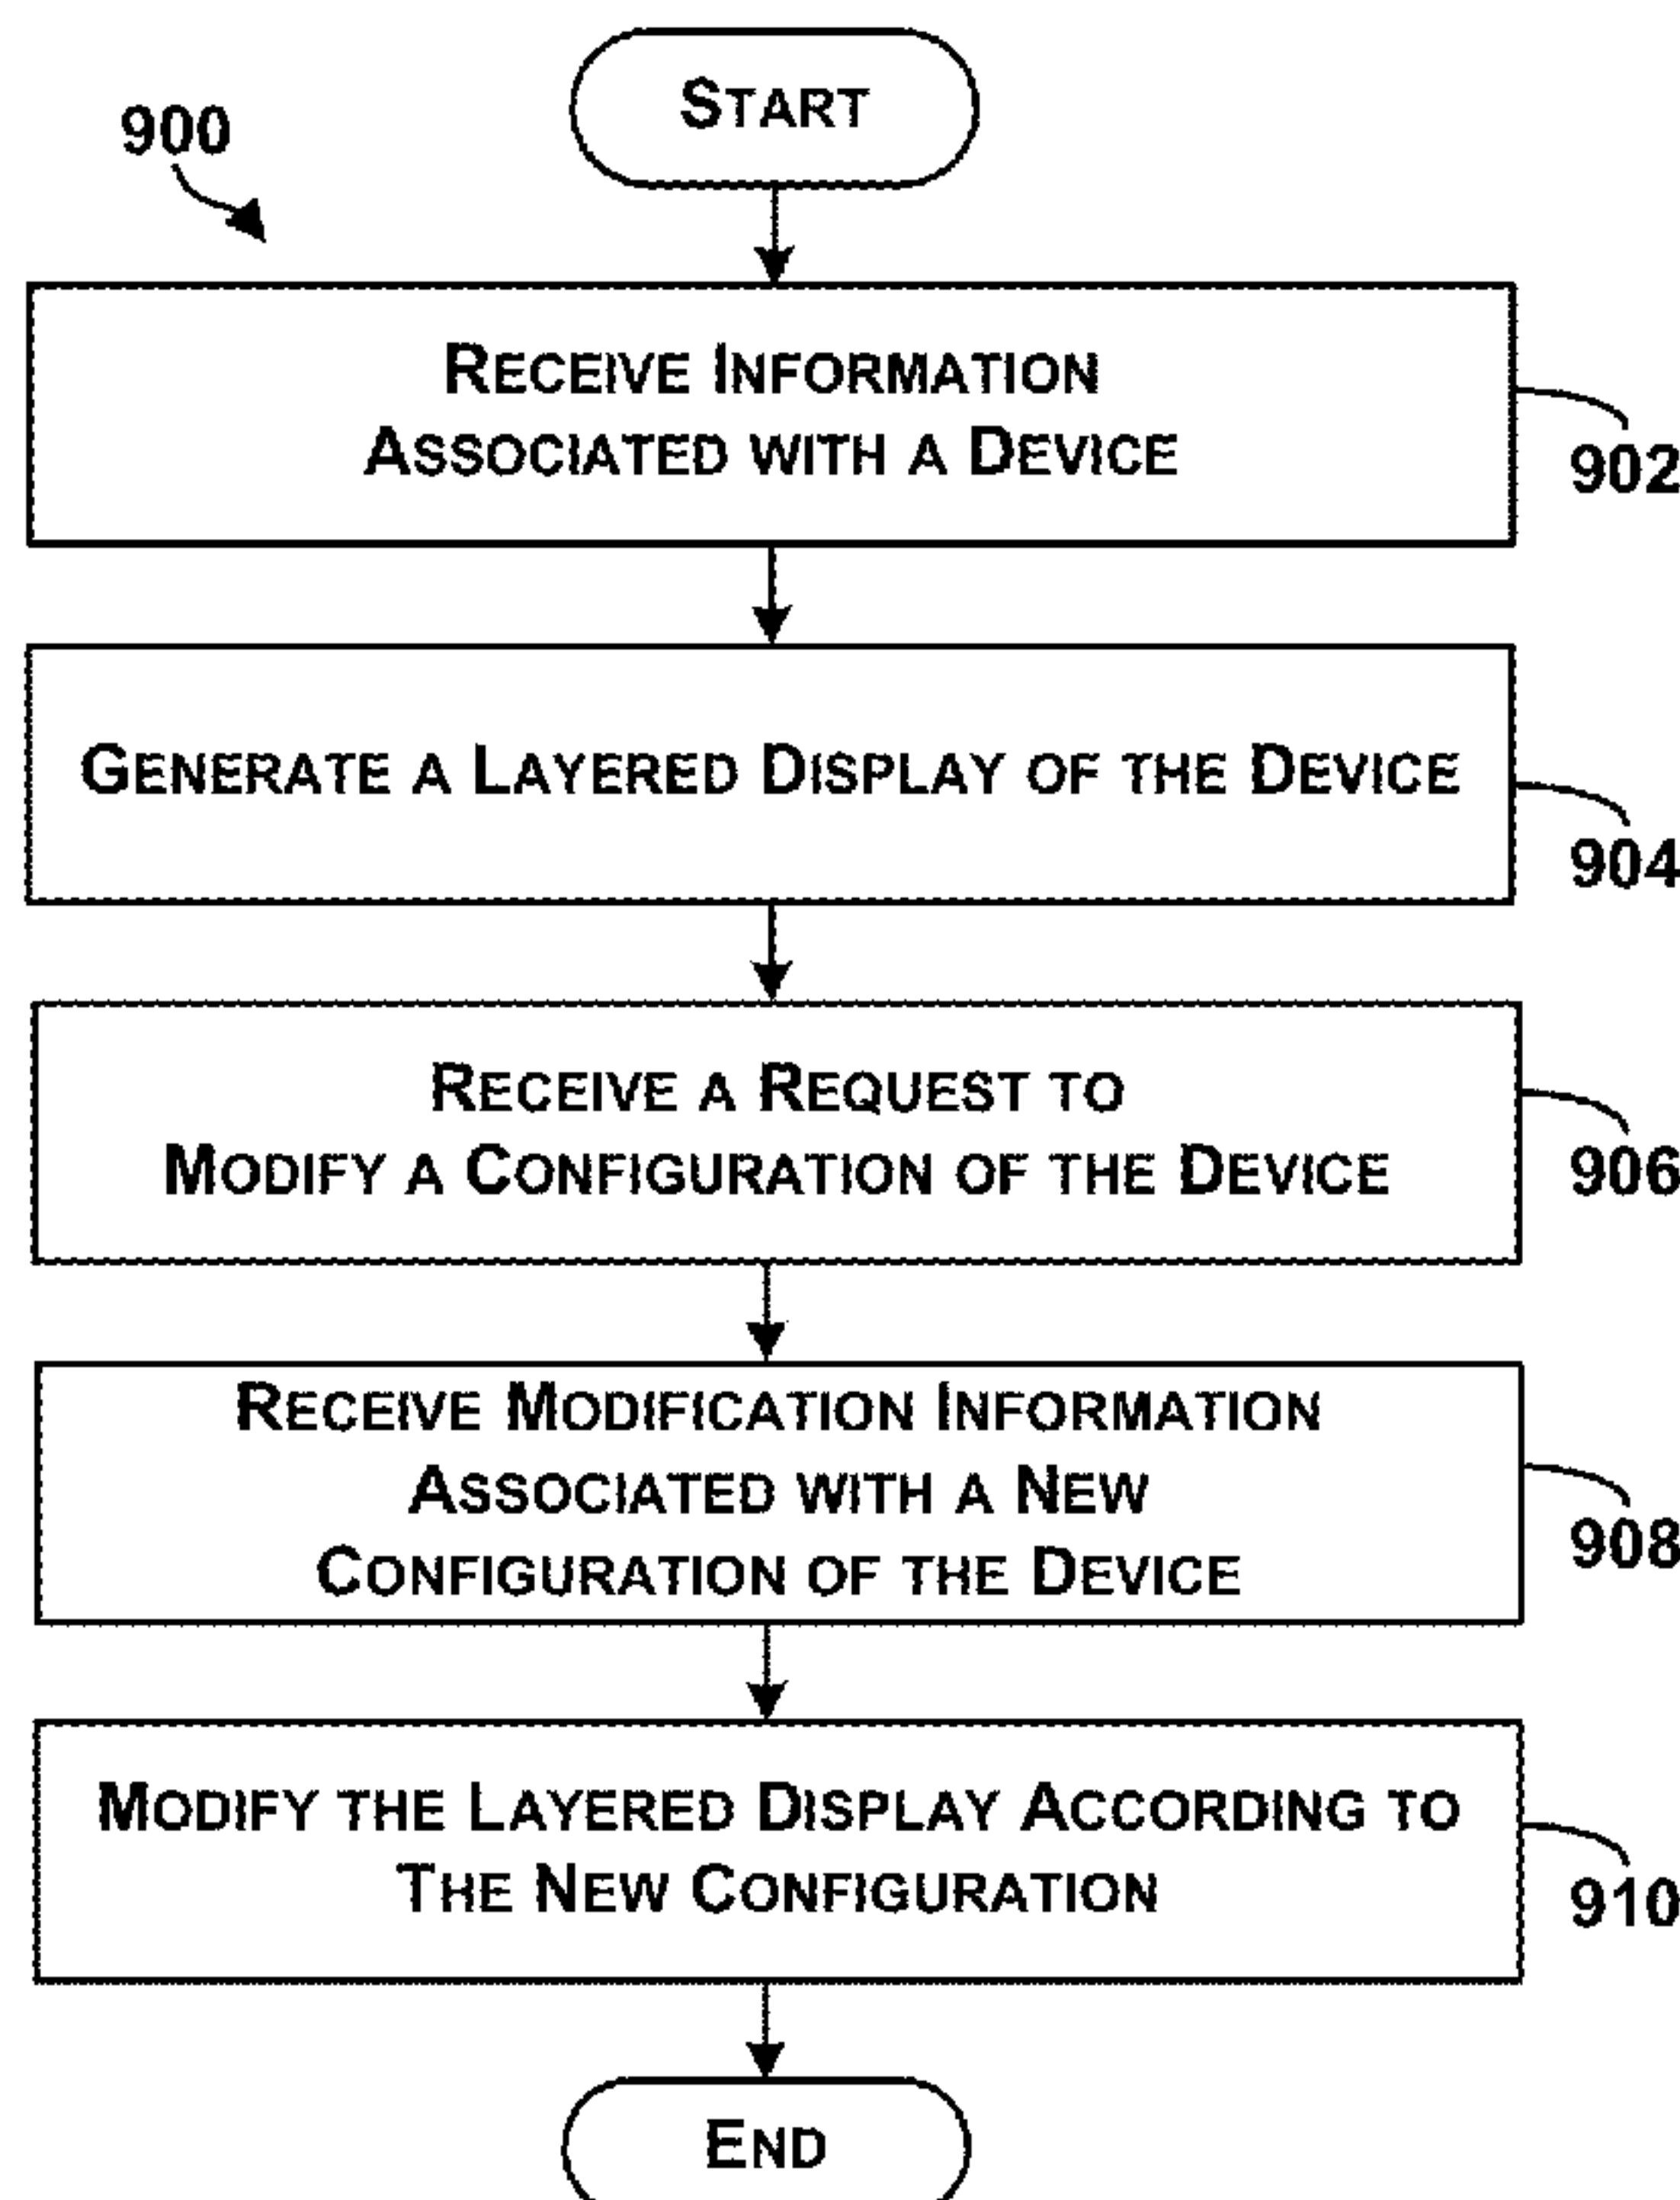 START
900
RECEIVE INFORMATION
ASSOCIATED WITH A DEVICE
902
GENERATE A LAYERED DISPLAY OF THE DEVICE
904
RECEIVE A REQUEST TO
MODIFY A CONFIGURATION OF THE DEVICE
906
RECEIVE MODIFICATION INFORMATION
ASSOCIATED WITH A NEW
CONFIGURATION OF THE DEVICE
908
MODIFY THE LAYERED DISPLAY ACCORDING TO
THE NEW CONFIGURATION
910
END